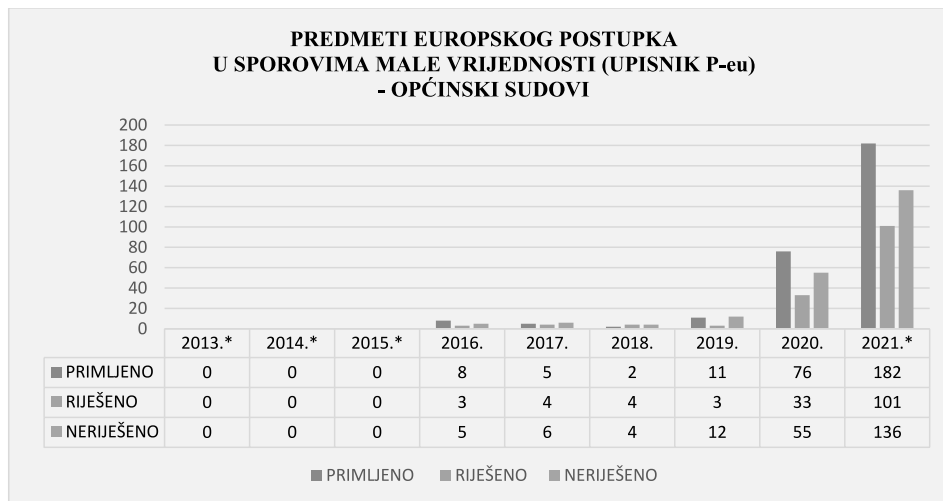 PREDMETI EUROPSKOG POSTUPKA
U SPOROVIMA MALE VRIJEDNOSTI (UPISNIK P-eu)
- OPĆINSKI SUDOVI
200
180
160
140
120
100
80
60
40
20
0
2013.* 2014.* 2015.* 2016. 2017. 2018. 2019. 2020. 2021.*
PRIMLJENO 0 0 0 8 5 2 11 76 182
RIJEŠENO 0 0 0 3 4 4 3 33 101
NERIJEŠENO 0 0 0 5 6 4 12 55 136
PRIMLJENO RIJEŠENO NERIJEŠENO